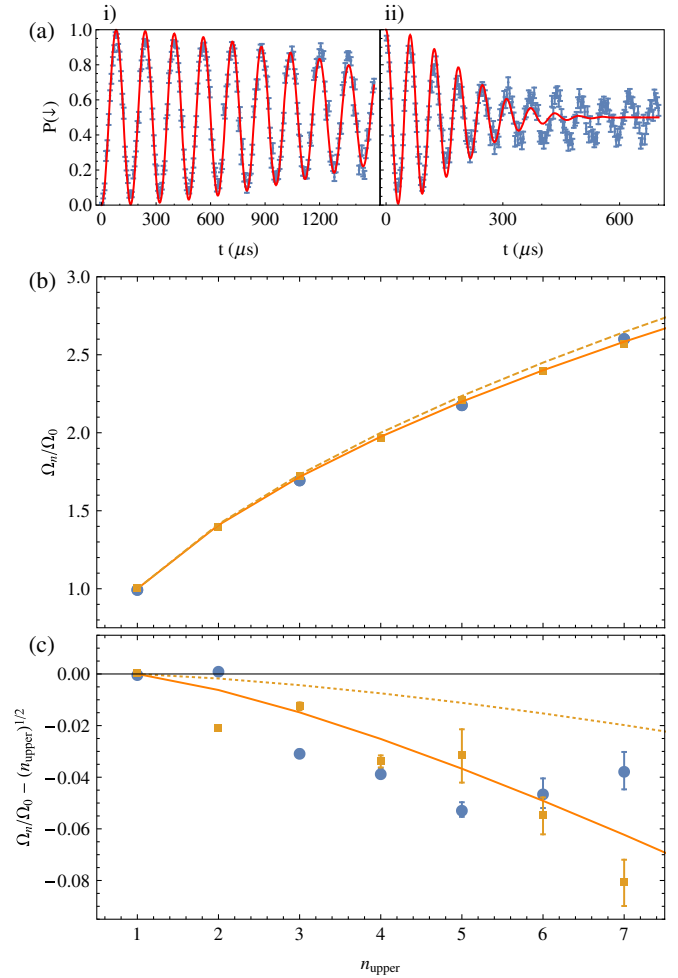 i) ii)
(a)
1.0
0.8
0.6
0.4
0.2
0.0
P(↓)
0 300 600 900 1200 300 600
t (μs) t (μs)
(b)
3.0
2.5
2.0
1.5
1.0
Ωn/Ω0
(c)
0.00
−0.02
−0.04
−0.06
−0.08
Ωn/Ω0 − (nupper)1/2
1 2 3 4 5 6 7
nupper